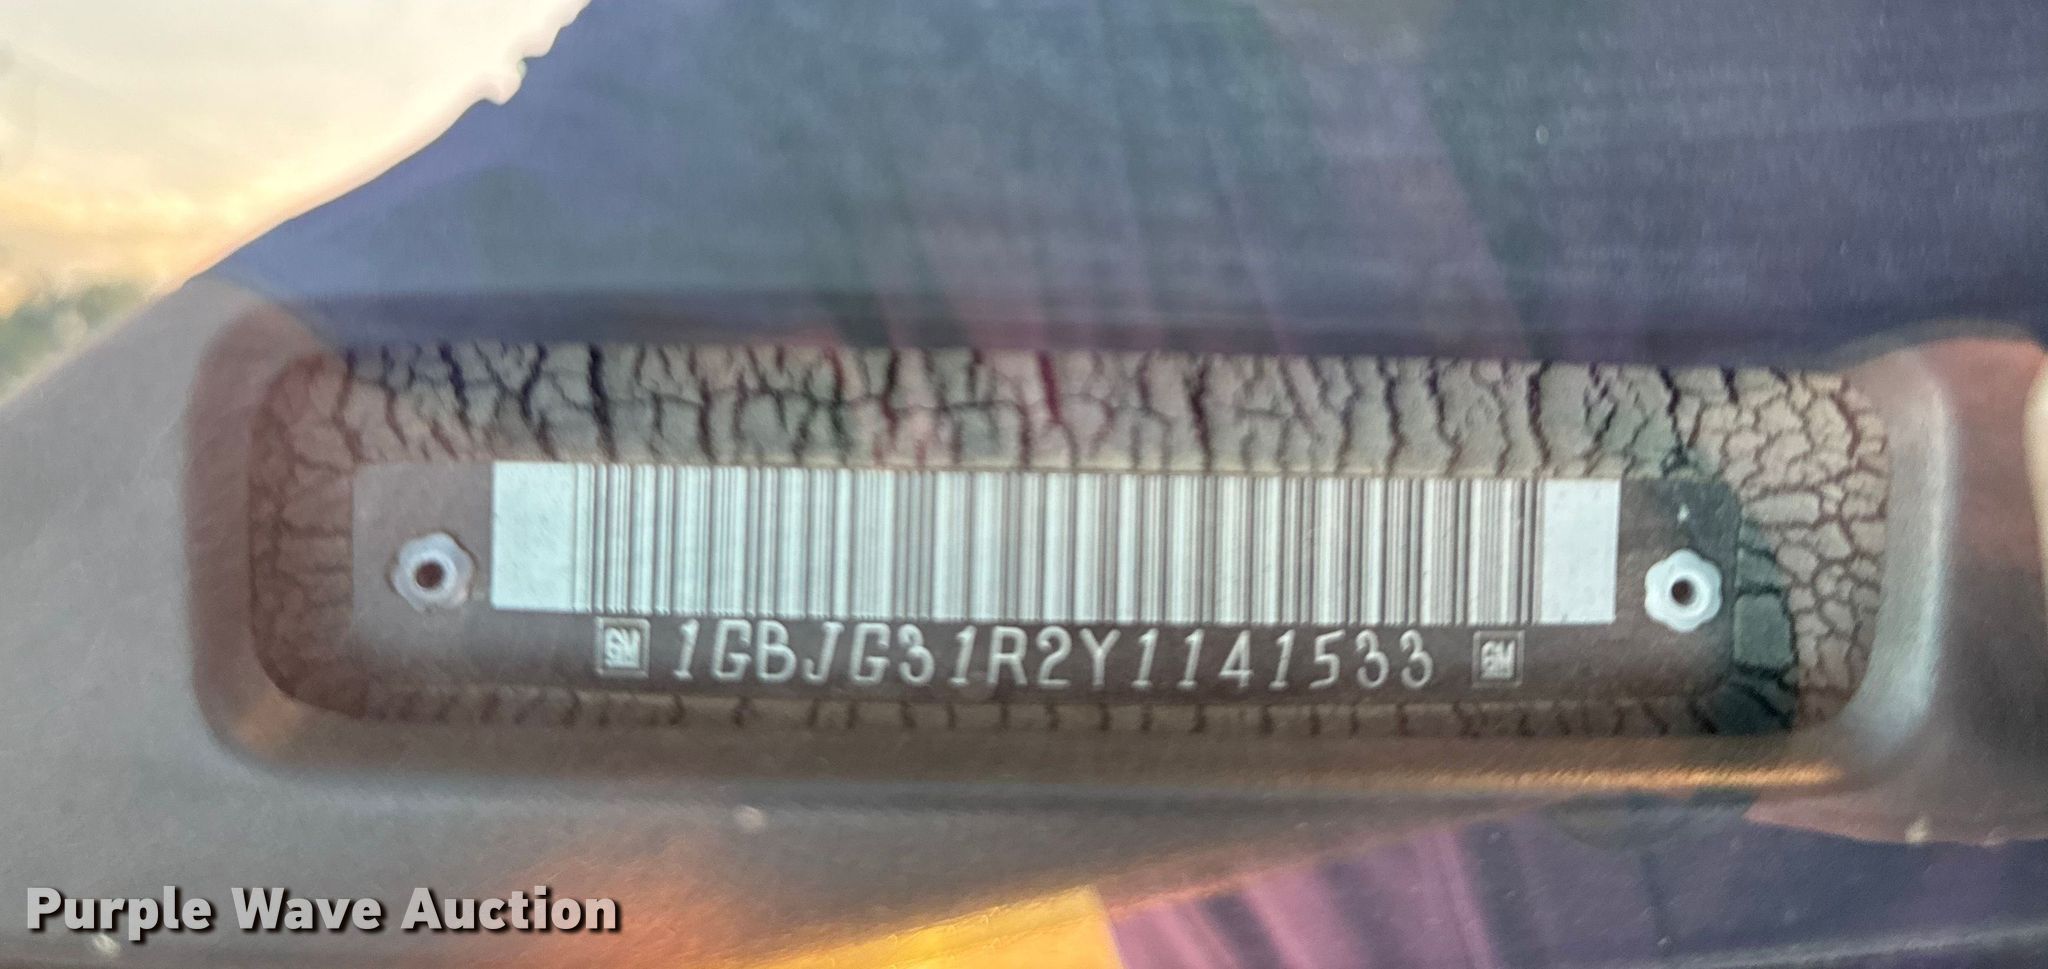 GM 1GBJG31R2Y1141533 GM
Purple Wave Auction